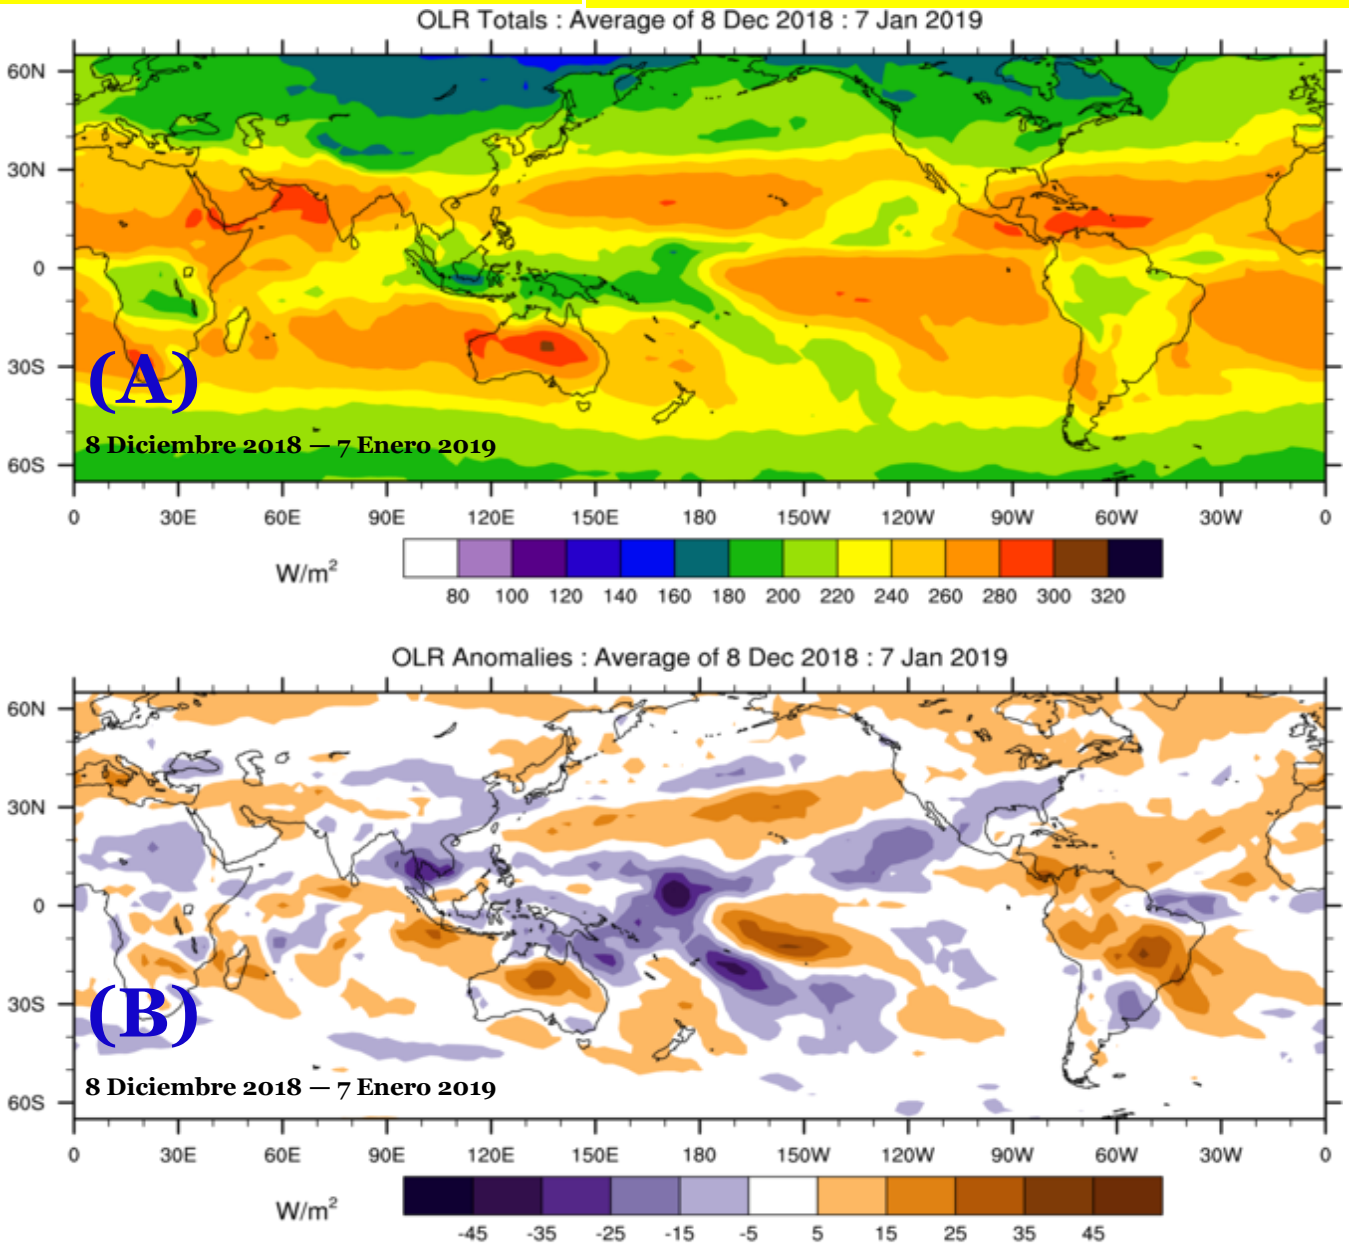 OLR Totals : Average of 8 Dec 2018 : 7 Jan 2019
60N
30N
0
30S
60S
(A)
8 Diciembre 2018 — 7 Enero 2019
0 30E 60E 90E 120E 150E 180 150W 120W 90W 60W 30W 0
W/m²
80 100 120 140 160 180 200 220 240 260 280 300 320
OLR Anomalies : Average of 8 Dec 2018 : 7 Jan 2019
60N
30N
0
30S
60S
(B)
8 Diciembre 2018 — 7 Enero 2019
0 30E 60E 90E 120E 150E 180 150W 120W 90W 60W 30W 0
W/m²
-45 -35 -25 -15 -5 5 15 25 35 45